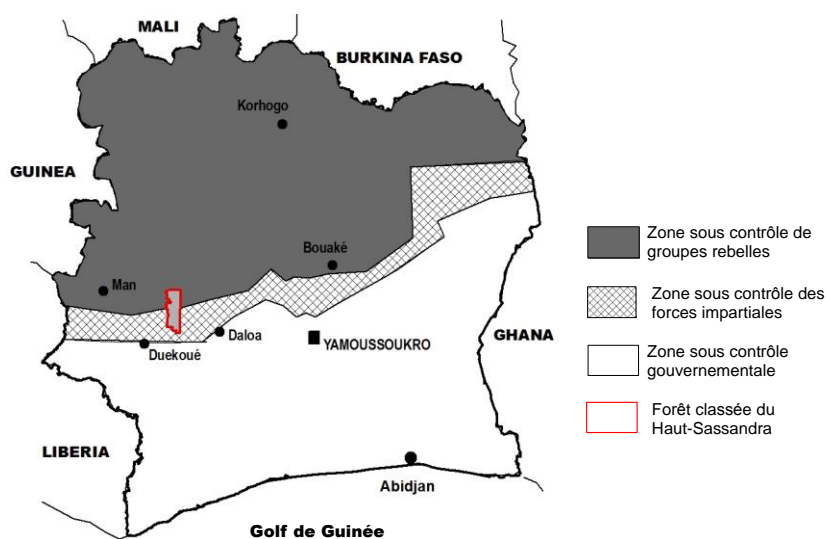 MALI
BURKINA FASO
Korhogo
GUINEA
Bouaké
Man
Daloa
YAMOUSSOUKRO
Duekoué
GHANA
LIBERIA
Abidjan
Golf de Guinée
Zone sous contrôle de
groupes rebelles
Zone sous contrôle des
forces impartiales
Zone sous contrôle
gouvernementale
Forêt classée du
Haut-Sassandra